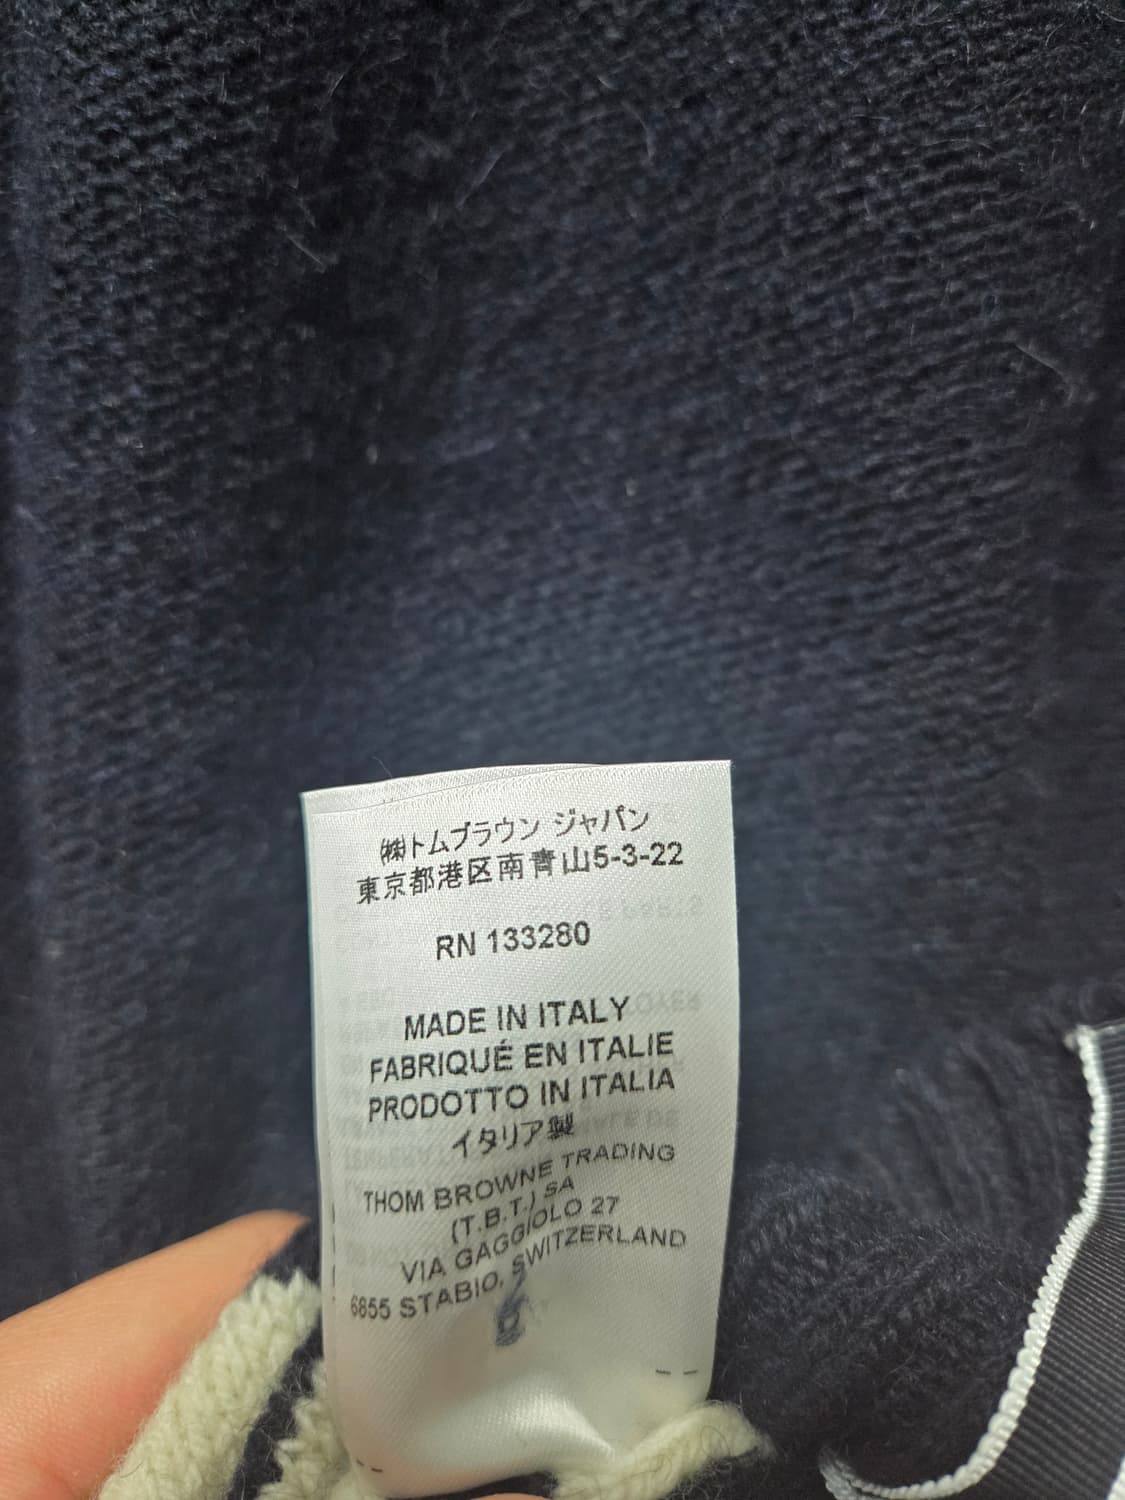 ㈱トムブラウン ジャパン
東京都港区南青山5-3-22
RN 133280
MADE IN ITALY
FABRIQUÉ EN ITALIE
PRODOTTO IN ITALIA
イタリア製
THOM BROWNE TRADING
(T.B.T.) SA
VIA GAGGIOLO 27
6855 STABIO, SWITZERLAND